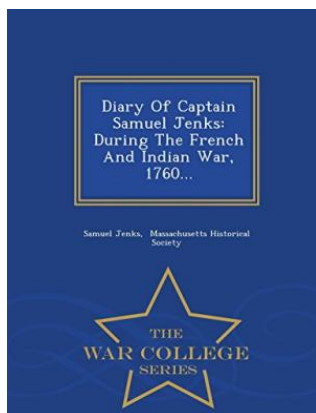 Diary Of Captain
Samuel Jenks:
During The French
And Indian War,
1760...
Samuel Jenks, Massachusetts Historical
Society
THE
WAR COLLEGE
SERIES